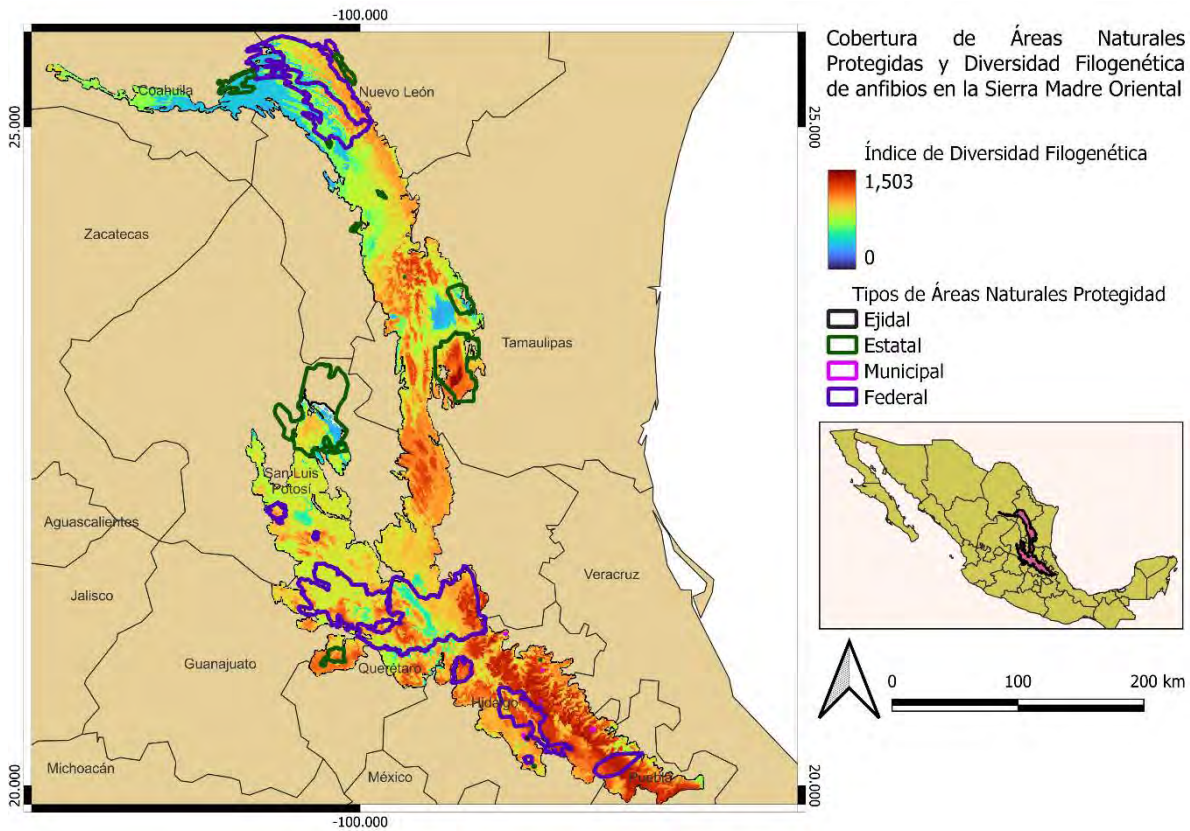 -100.000
Cobertura de Áreas Naturales
Protegidas y Diversidad Filogenética
de anfibios en la Sierra Madre Oriental
Coahuila
Nuevo León
25.000
25.000
Índice de Diversidad Filogenética
1,503
0
Zacatecas
Tipos de Áreas Naturales Protegidad
Ejidal
Estatal
Municipal
Federal
Tamaulipas
San Luis
Potosí
Aguascalientes
Veracruz
Jalisco
Guanajuato
Querétaro
Hidalgo
0 100 200 km
Michoacán
México
Puebla
20.000
20.000
-100.000